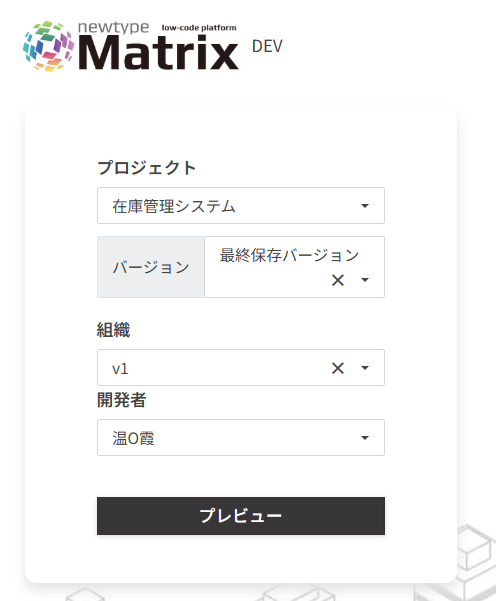 newtype low-code platform
Matrix DEV
プロジェクト
在庫管理システム
バージョン
最終保存バージョン
組織
v1
開発者
温O霞
プレビュー